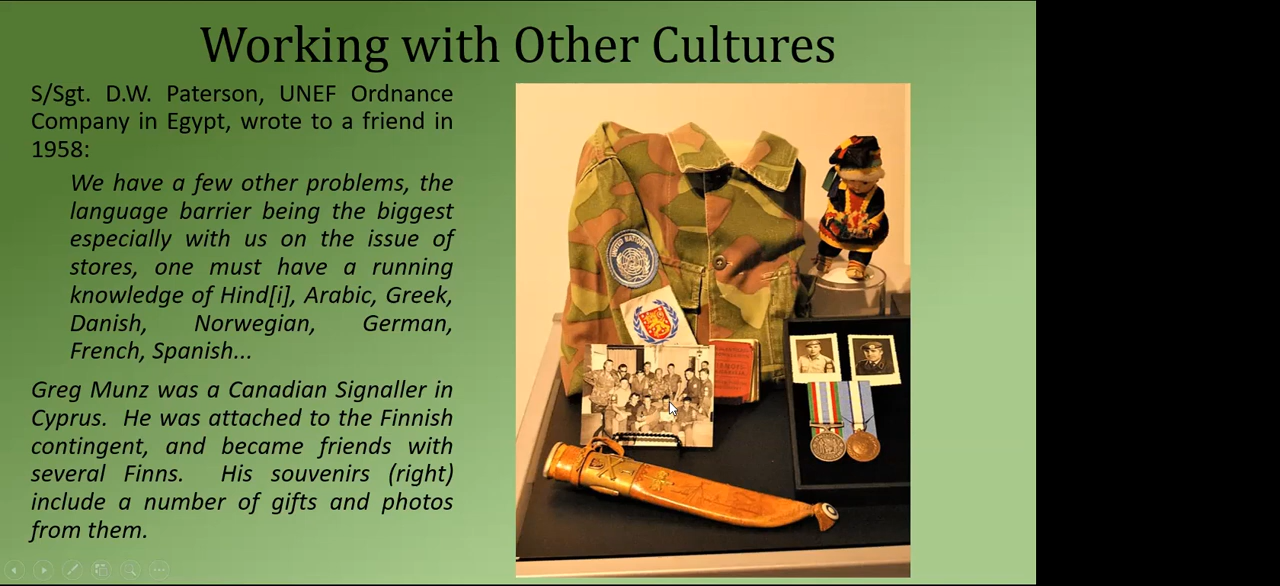 Working with Other Cultures
S/Sgt. D.W. Paterson, UNEF Ordnance
Company in Egypt, wrote to a friend in
1958:
We have a few other problems, the
language barrier being the biggest
especially with us on the issue of
stores, one must have a running
knowledge of Hind[i], Arabic, Greek,
Danish, Norwegian, German,
French, Spanish...
Greg Munz was a Canadian Signaller in
Cyprus. He was attached to the Finnish
contingent, and became friends with
several Finns. His souvenirs (right)
include a number of gifts and photos
from them.
UNITED NATIONS